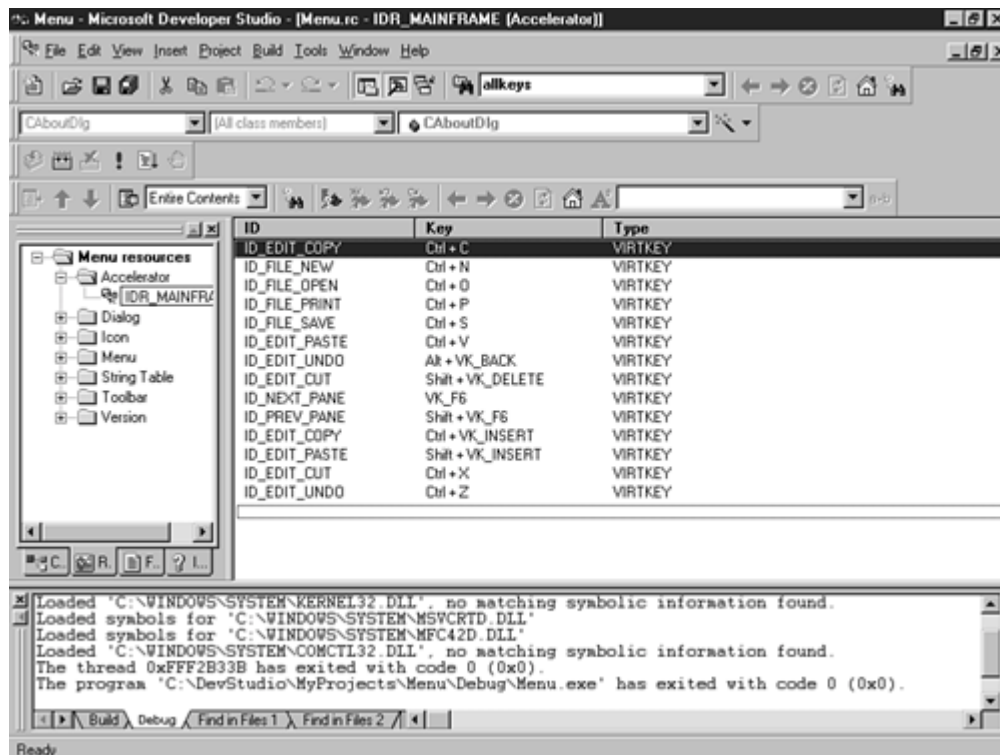 Menu - Microsoft Developer Studio - [Menu.rc - IDR_MAINFRAME (Accelerator)]
File Edit View Insert Project Build Tools Window Help
allkeys
CAboutDlg (All class members) CAboutDlg
Entire Contents
ID Key Type
ID_EDIT_COPY Ctrl + C VIRTKEY
ID_FILE_NEW Ctrl + N VIRTKEY
ID_FILE_OPEN Ctrl + O VIRTKEY
ID_FILE_PRINT Ctrl + P VIRTKEY
ID_FILE_SAVE Ctrl + S VIRTKEY
ID_EDIT_PASTE Ctrl + V VIRTKEY
ID_EDIT_UNDO Alt + VK_BACK VIRTKEY
ID_EDIT_CUT Shift + VK_DELETE VIRTKEY
ID_NEXT_PANE VK_F6 VIRTKEY
ID_PREV_PANE Shift + VK_F6 VIRTKEY
ID_EDIT_COPY Ctrl + VK_INSERT VIRTKEY
ID_EDIT_PASTE Shift + VK_INSERT VIRTKEY
ID_EDIT_CUT Ctrl + X VIRTKEY
ID_EDIT_UNDO Ctrl + Z VIRTKEY
Menu resources
Accelerator
IDR_MAINFRA
Dialog
Icon
Menu
String Table
Toolbar
Version
C.. R.. F.. I...
Loaded 'C:\WINDOWS\SYSTEM\KERNEL32.DLL', no matching symbolic information found.
Loaded symbols for 'C:\WINDOWS\SYSTEM\MSVCRTD.DLL'
Loaded symbols for 'C:\WINDOWS\SYSTEM\MFC42D.DLL'
Loaded 'C:\WINDOWS\SYSTEM\COMCTL32.DLL', no matching symbolic information found.
The thread 0xFFF2B33B has exited with code 0 (0x0).
The program 'C:\DevStudio\MyProjects\Menu\Debug\Menu.exe' has exited with code 0 (0x0).
Build Debug Find in Files 1 Find in Files 2
Ready